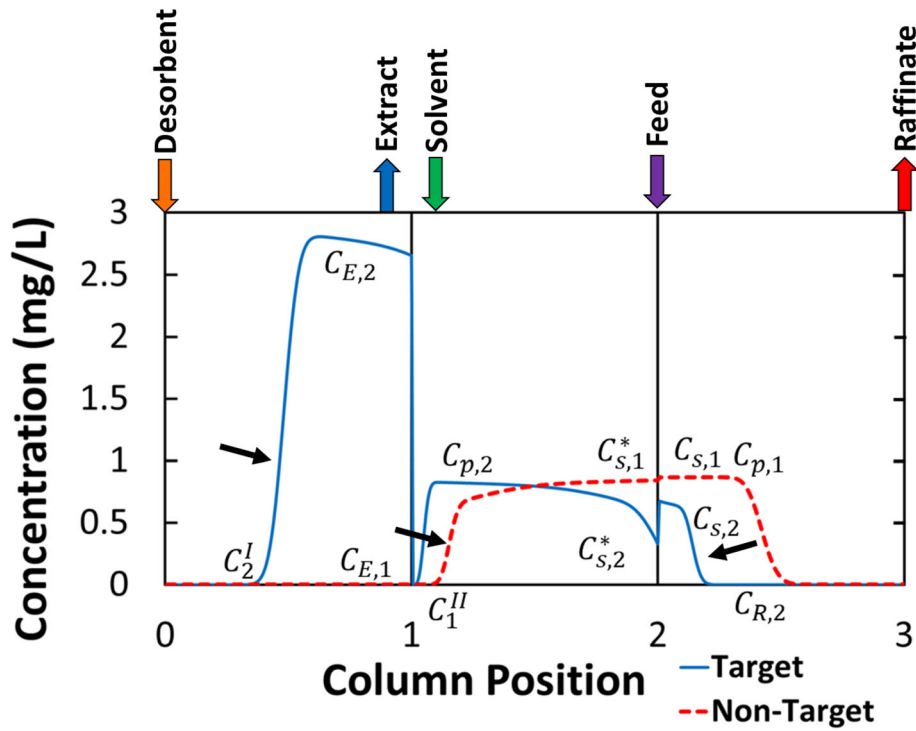 Desorbent
Extract
Solvent
Feed
Raffinate
Concentration (mg/L)
3
2.5
2
1.5
1
0.5
0
C_{E,2}
C_{p,2}
C^*_{s,1}
C_{s,1}
C_{p,1}
C_{s,2}
C^*_{s,2}
C^I_2
C_{E,1}
C^{II}_1
C_{R,2}
0
1
2
3
Column Position
Target
Non-Target